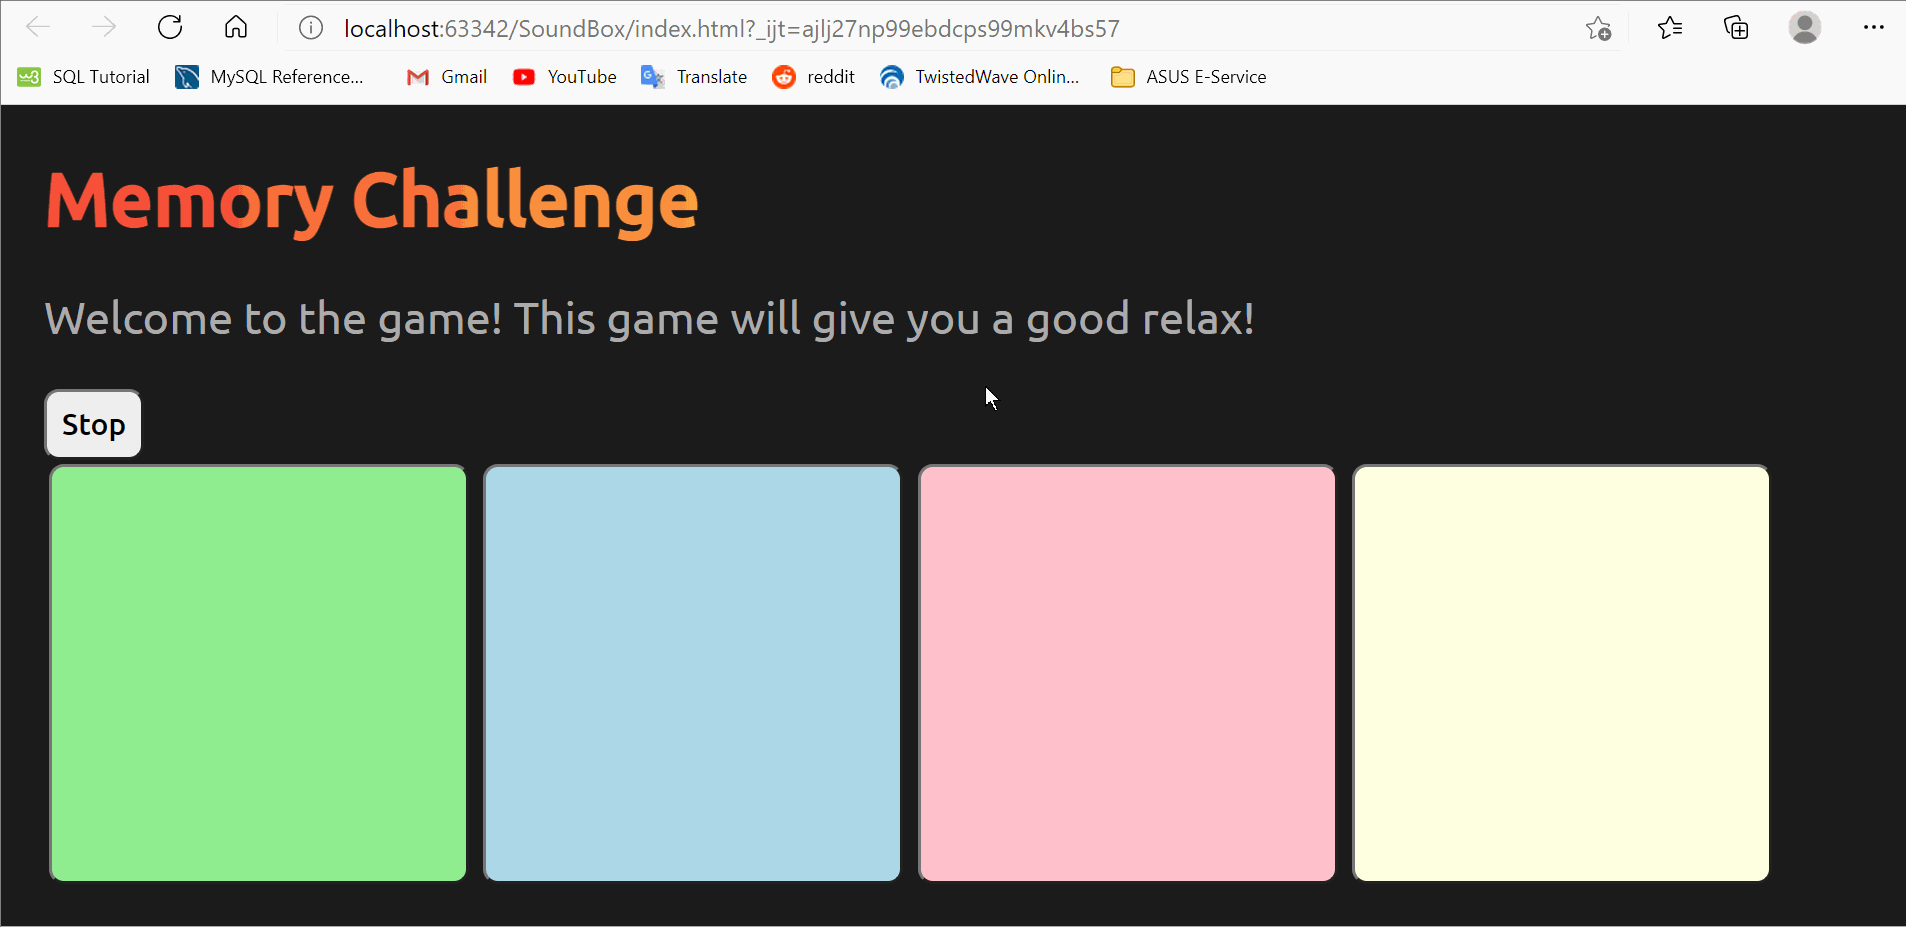 localhost:63342/SoundBox/index.html?_ijt=ajlj27np99ebdcps99mkv4bs57
w3 SQL Tutorial MySQL Reference... Gmail YouTube Translate reddit TwistedWave Onlin... ASUS E-Service
Memory Challenge
Welcome to the game! This game will give you a good relax!
Stop